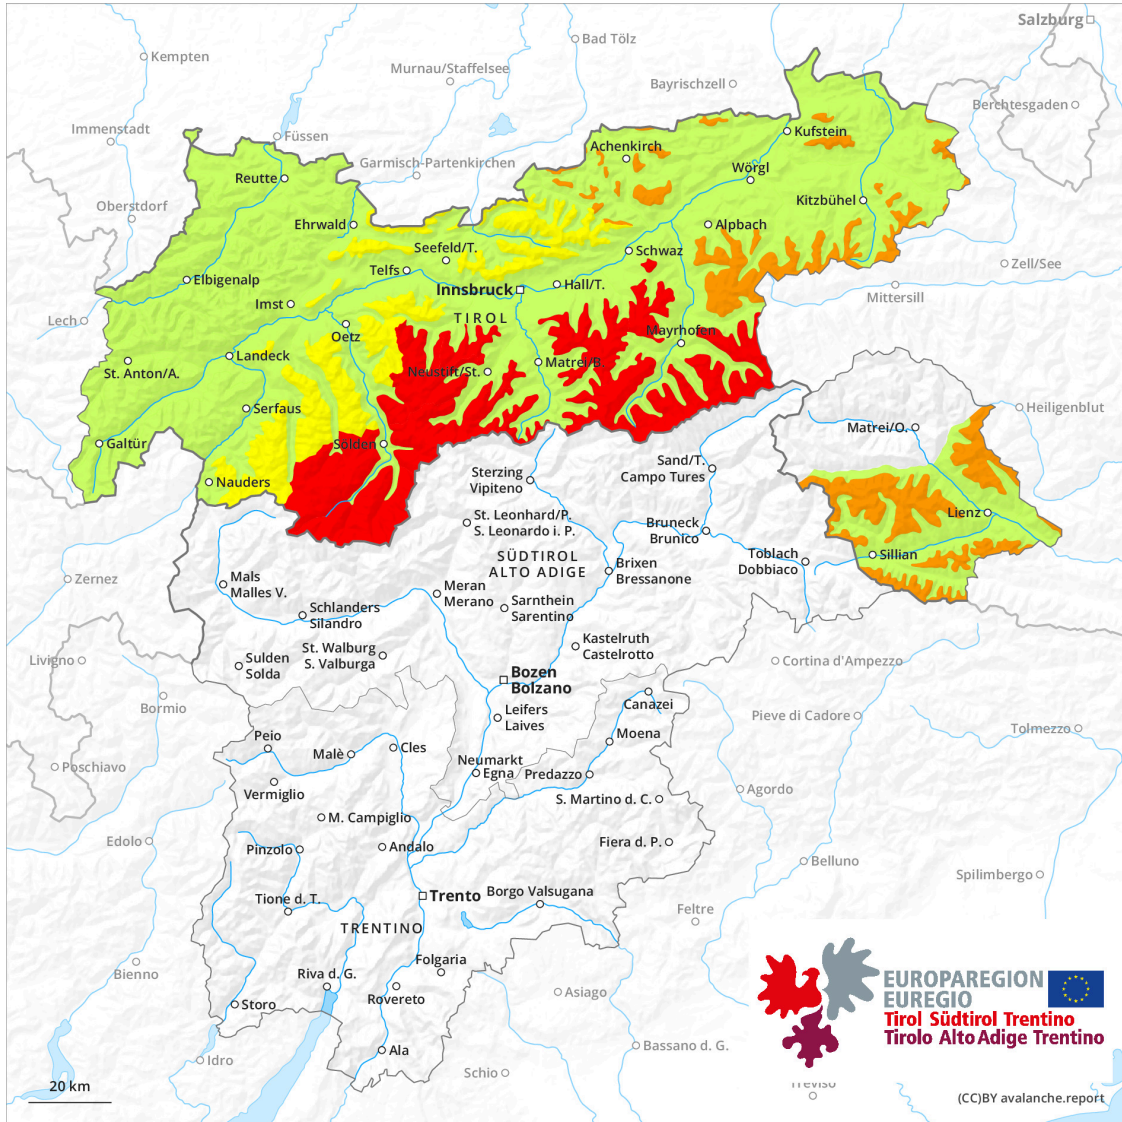 Salzburg
Bad Tölz
Kempten
Murnau/Staffelsee
Bayrischzell
Berchtesgaden
Immenstadt
Füssen
Kufstein
Achenkirch
Garmisch-Partenkirchen
Wörgl
Reutte
Kitzbühel
Oberstdorf
Ehrwald
Alpbach
Seefeld/T.
Schwaz
Zell/See
Telfs
Elbigenalp
Innsbruck
Hall/T.
Mittersill
Imst
Lech
TIROL
Mayrhofen
Oetz
Landeck
Matrei/B.
St. Anton/A.
Neustift/St.
Serfaus
Heiligenblut
Matrei/O.
Galtür
Sölden
Sand/T.
Campo Tures
Sterzing
Vipiteno
Nauders
Lienz
St. Leonhard/P.
S. Leonardo i. P.
Bruneck
Brunico
SÜDTIROL
ALTO ADIGE
Toblach
Dobbiaco
Sillian
Brixen
Bressanone
Zernez
Mals
Malles V.
Meran
Merano
Sarnthein
Sarentino
Schlanders
Silandro
Kastelruth
Castelrotto
St. Walburg
S. Valburga
Livigno
Sulden
Solda
Cortina d'Ampezzo
Bozen
Bolzano
Canazei
Bormio
Leifers
Laives
Pieve di Cadore
Tolmezzo
Peio
Moena
Malè
Cles
Neumarkt
Egna
Predazzo
Poschiavo
Vermiglio
Agordo
S. Martino d. C.
M. Campiglio
Edolo
Pinzolo
Andalo
Fiera d. P.
Belluno
Spilimbergo
Tione d. T.
Trento
Borgo Valsugana
Feltre
TRENTINO
Folgaria
Bienno
Riva d. G.
Rovereto
Asiago
Storo
EUROPAREGION
EUREGIO
Tirol Südtirol Trentino
Tirolo Alto Adige Trentino
Ala
Idro
Bassano d. G.
Schio
Treviso
20 km
(CC)BY avalanche.report